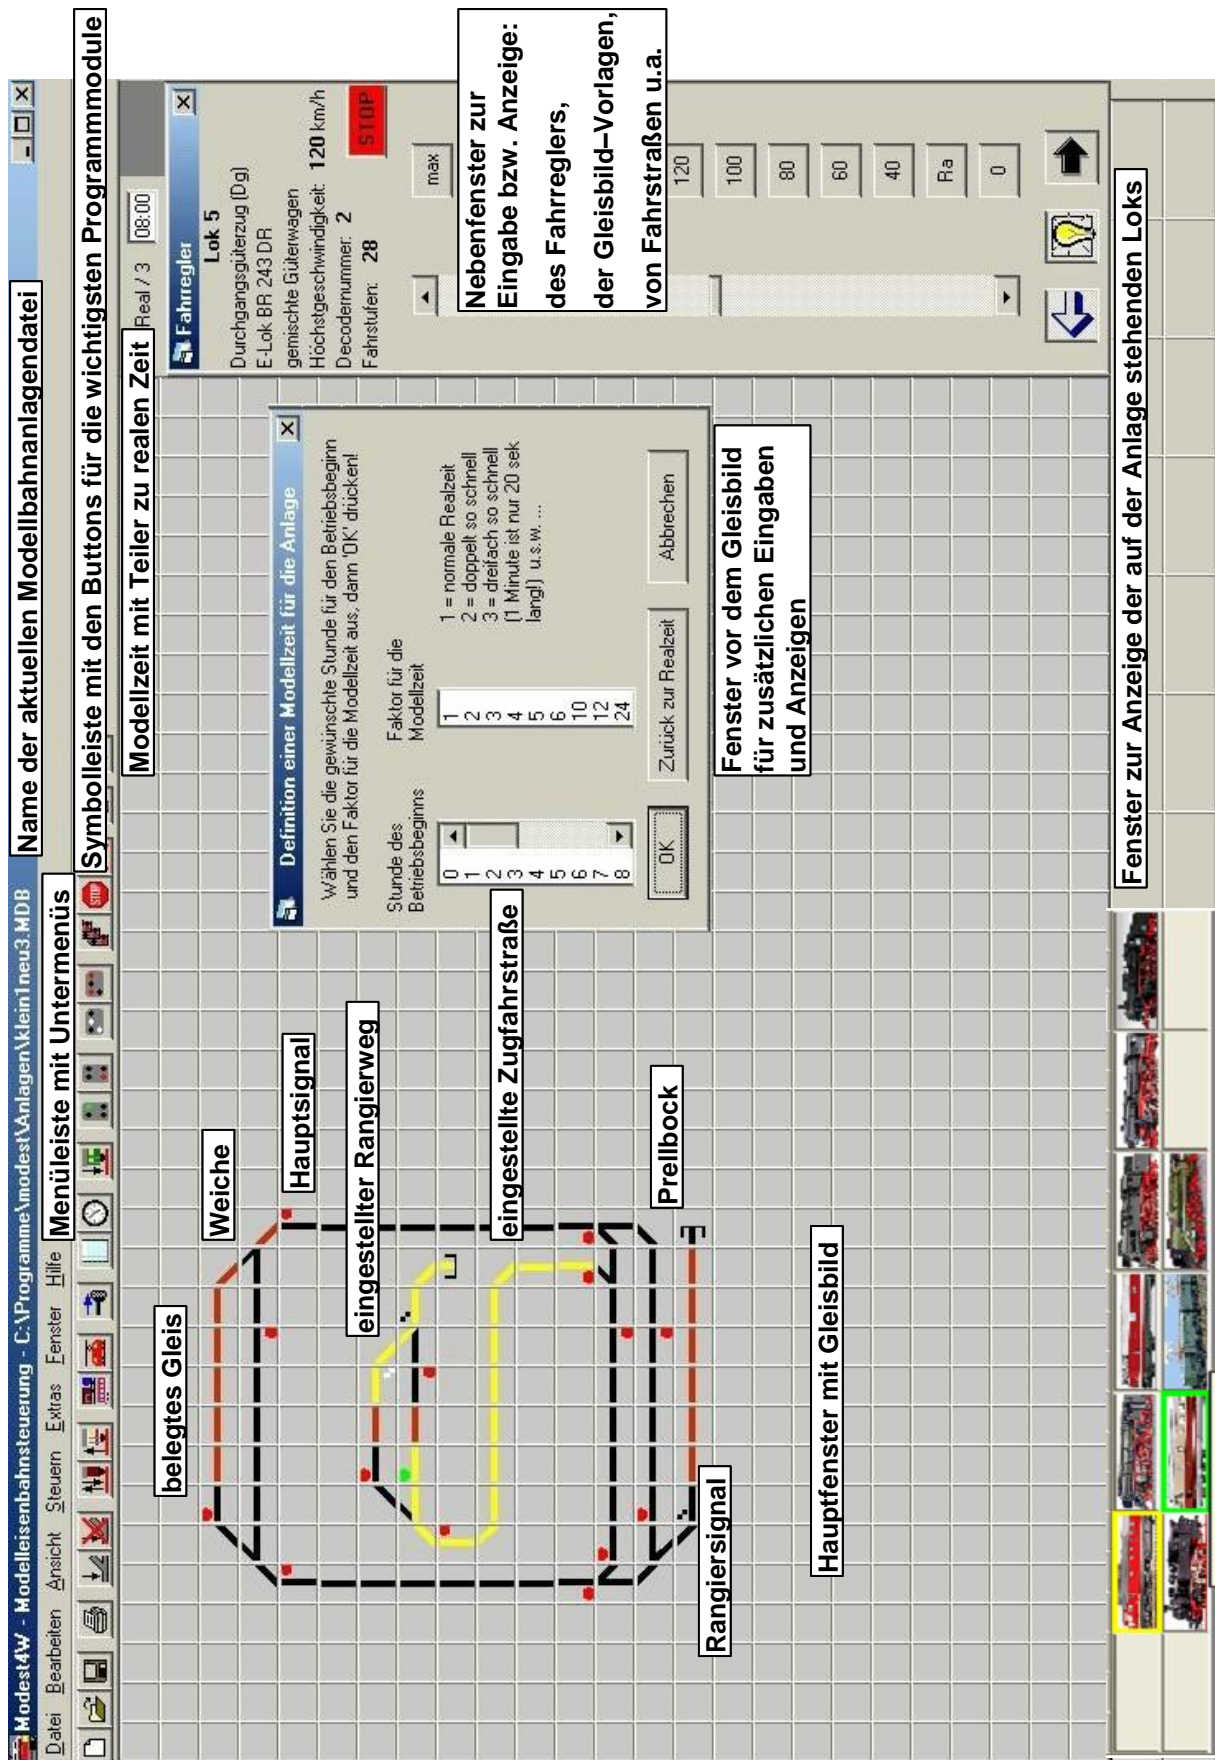 Modest4W - Modelleisenbahnsteuerung - C:\Programme\modest\Anlagen\klein1neu3.MDB
Name der aktuellen Modellbahnanlagendatei
Datei Bearbeiten Ansicht Steuern Extras Fenster Hilfe
Menüleiste mit Untermenüs
STOP
Symbolleiste mit den Buttons für die wichtigsten Programmmodule
Modellzeit mit Teiler zu realen Zeit
Real / 3 08:00
belegtes Gleis
Weiche
Hauptsignal
eingestellter Rangierweg
eingestellte Zugfahrstraße
Prellbock
Rangiersignal
Hauptfenster mit Gleisbild
Definition einer Modellzeit für die Anlage
Wählen Sie die gewünschte Stunde für den Betriebsbeginn
und den Faktor für die Modellzeit aus, dann 'OK' drücken!
Stunde des
Betriebsbeginns
0
1
2
3
4
5
6
7
8
Faktor für die
Modellzeit
1
2
3
4
5
6
10
12
24
1 = normale Realzeit
2 = doppelt so schnell
3 = dreifach so schnell
(1 Minute ist nur 20 sek
lang!) u.s.w. ...
OK
Zurück zur Realzeit
Abbrechen
Fenster vor dem Gleisbild
für zusätzlichen Eingaben
und Anzeigen
Fahrregler
Lok 5
Durchgangsgüterzug (Dg)
E-Lok BR 243 DR
gemischte Güterwagen
Höchstgeschwindigkeit: 120 km/h
Decodernummer: 2
Fahrstufen: 28
STOP
max
Nebenfenster zur
Eingabe bzw. Anzeige:
des Fahrreglers,
der Gleisbild–Vorlagen,
von Fahrstraßen u.a.
120
100
80
60
40
Ra
0
Fenster zur Anzeige der auf der Anlage stehenden Loks